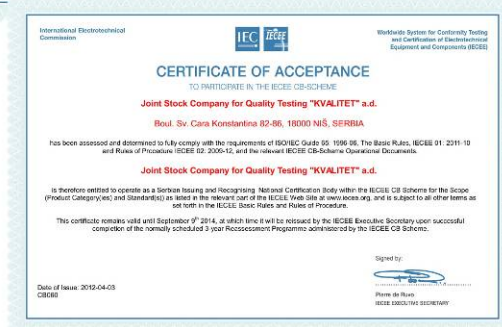 International Electrotechnical
Commission
IEC IECEE
Worldwide System for Conformity Testing
and Certification of Electrotechnical
Equipment and Components (IECEE)
CERTIFICATE OF ACCEPTANCE
TO PARTICIPATE IN THE IECEE CB-SCHEME
Joint Stock Company for Quality Testing "KVALITET" a.d.
Boul. Sv. Cara Konstantina 82-86, 18000 NIŠ, SERBIA
has been assessed and determined to fully comply with the requirements of ISO/IEC Guide 65: 1996-98, The Basic Rules, IECEE 01: 2011-10
and Rules of Procedure IECEE 02: 2009-12, and the relevant IECEE CB-Scheme Operational Documents.
Joint Stock Company for Quality Testing "KVALITET" a.d.
is therefore entitled to operate as a Serbian Issuing and Recognising National Certification Body within the IECEE CB Scheme for the Scope
(Product Category(ies) and Standard(s)) as listed in the relevant part of the IECEE Web Site at www.iecee.org, and is subject to all other terms as
set forth in the IECEE Basic Rules and Rules of Procedure.
This certificate remains valid until September 9th 2014, at which time it will be reissued by the IECEE Executive Secretary upon successful
completion of the normally scheduled 3-year Reassessment Programme administered by the IECEE CB Scheme.
Signed by:
Date of Issue: 2012-04-03
CB060
Pierre de Ruvo
IECEE EXECUTIVE SECRETARY